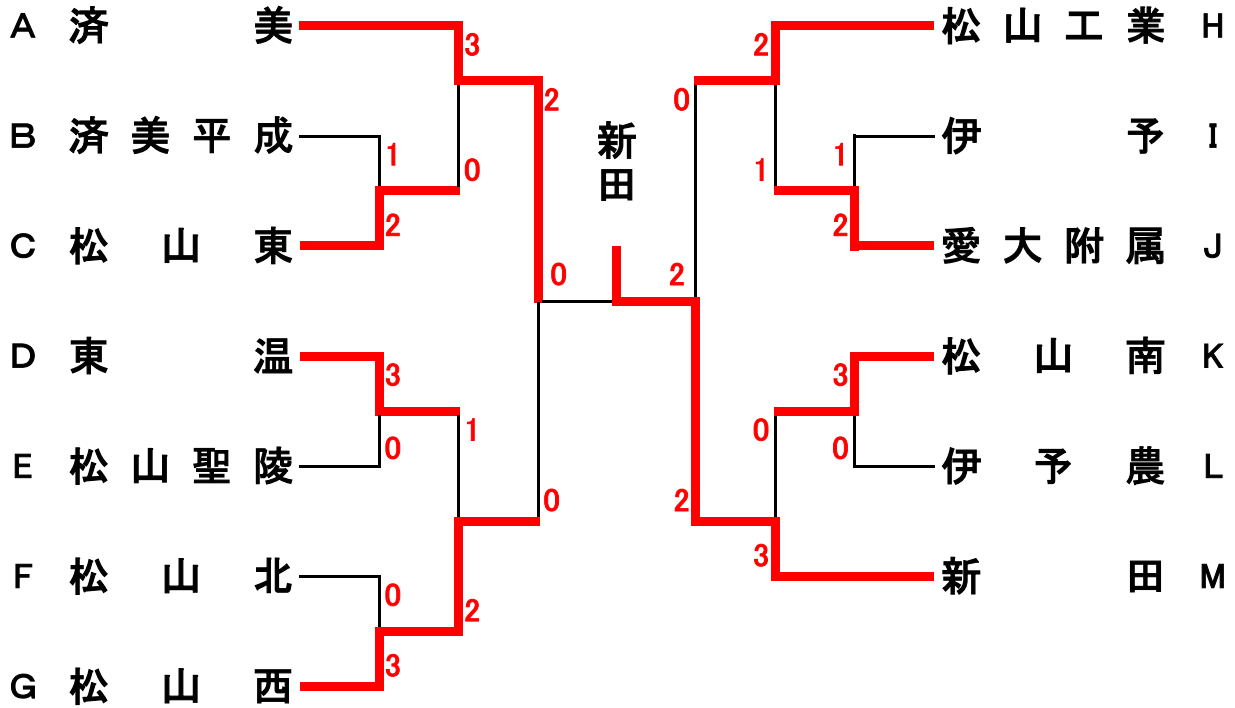 A 済美 3 2 松山工業 H
2 0
新田
B 済美平成 1 0 1 1 伊予 I
C 松山東 2 2 愛大附属 J
0 2
D 東温 3 1 3 松山南 K
0 0
E 松山聖陵 0 0 伊予農 L
0 2
3
F 松山北 0 2 新田 M
G 松山西 3